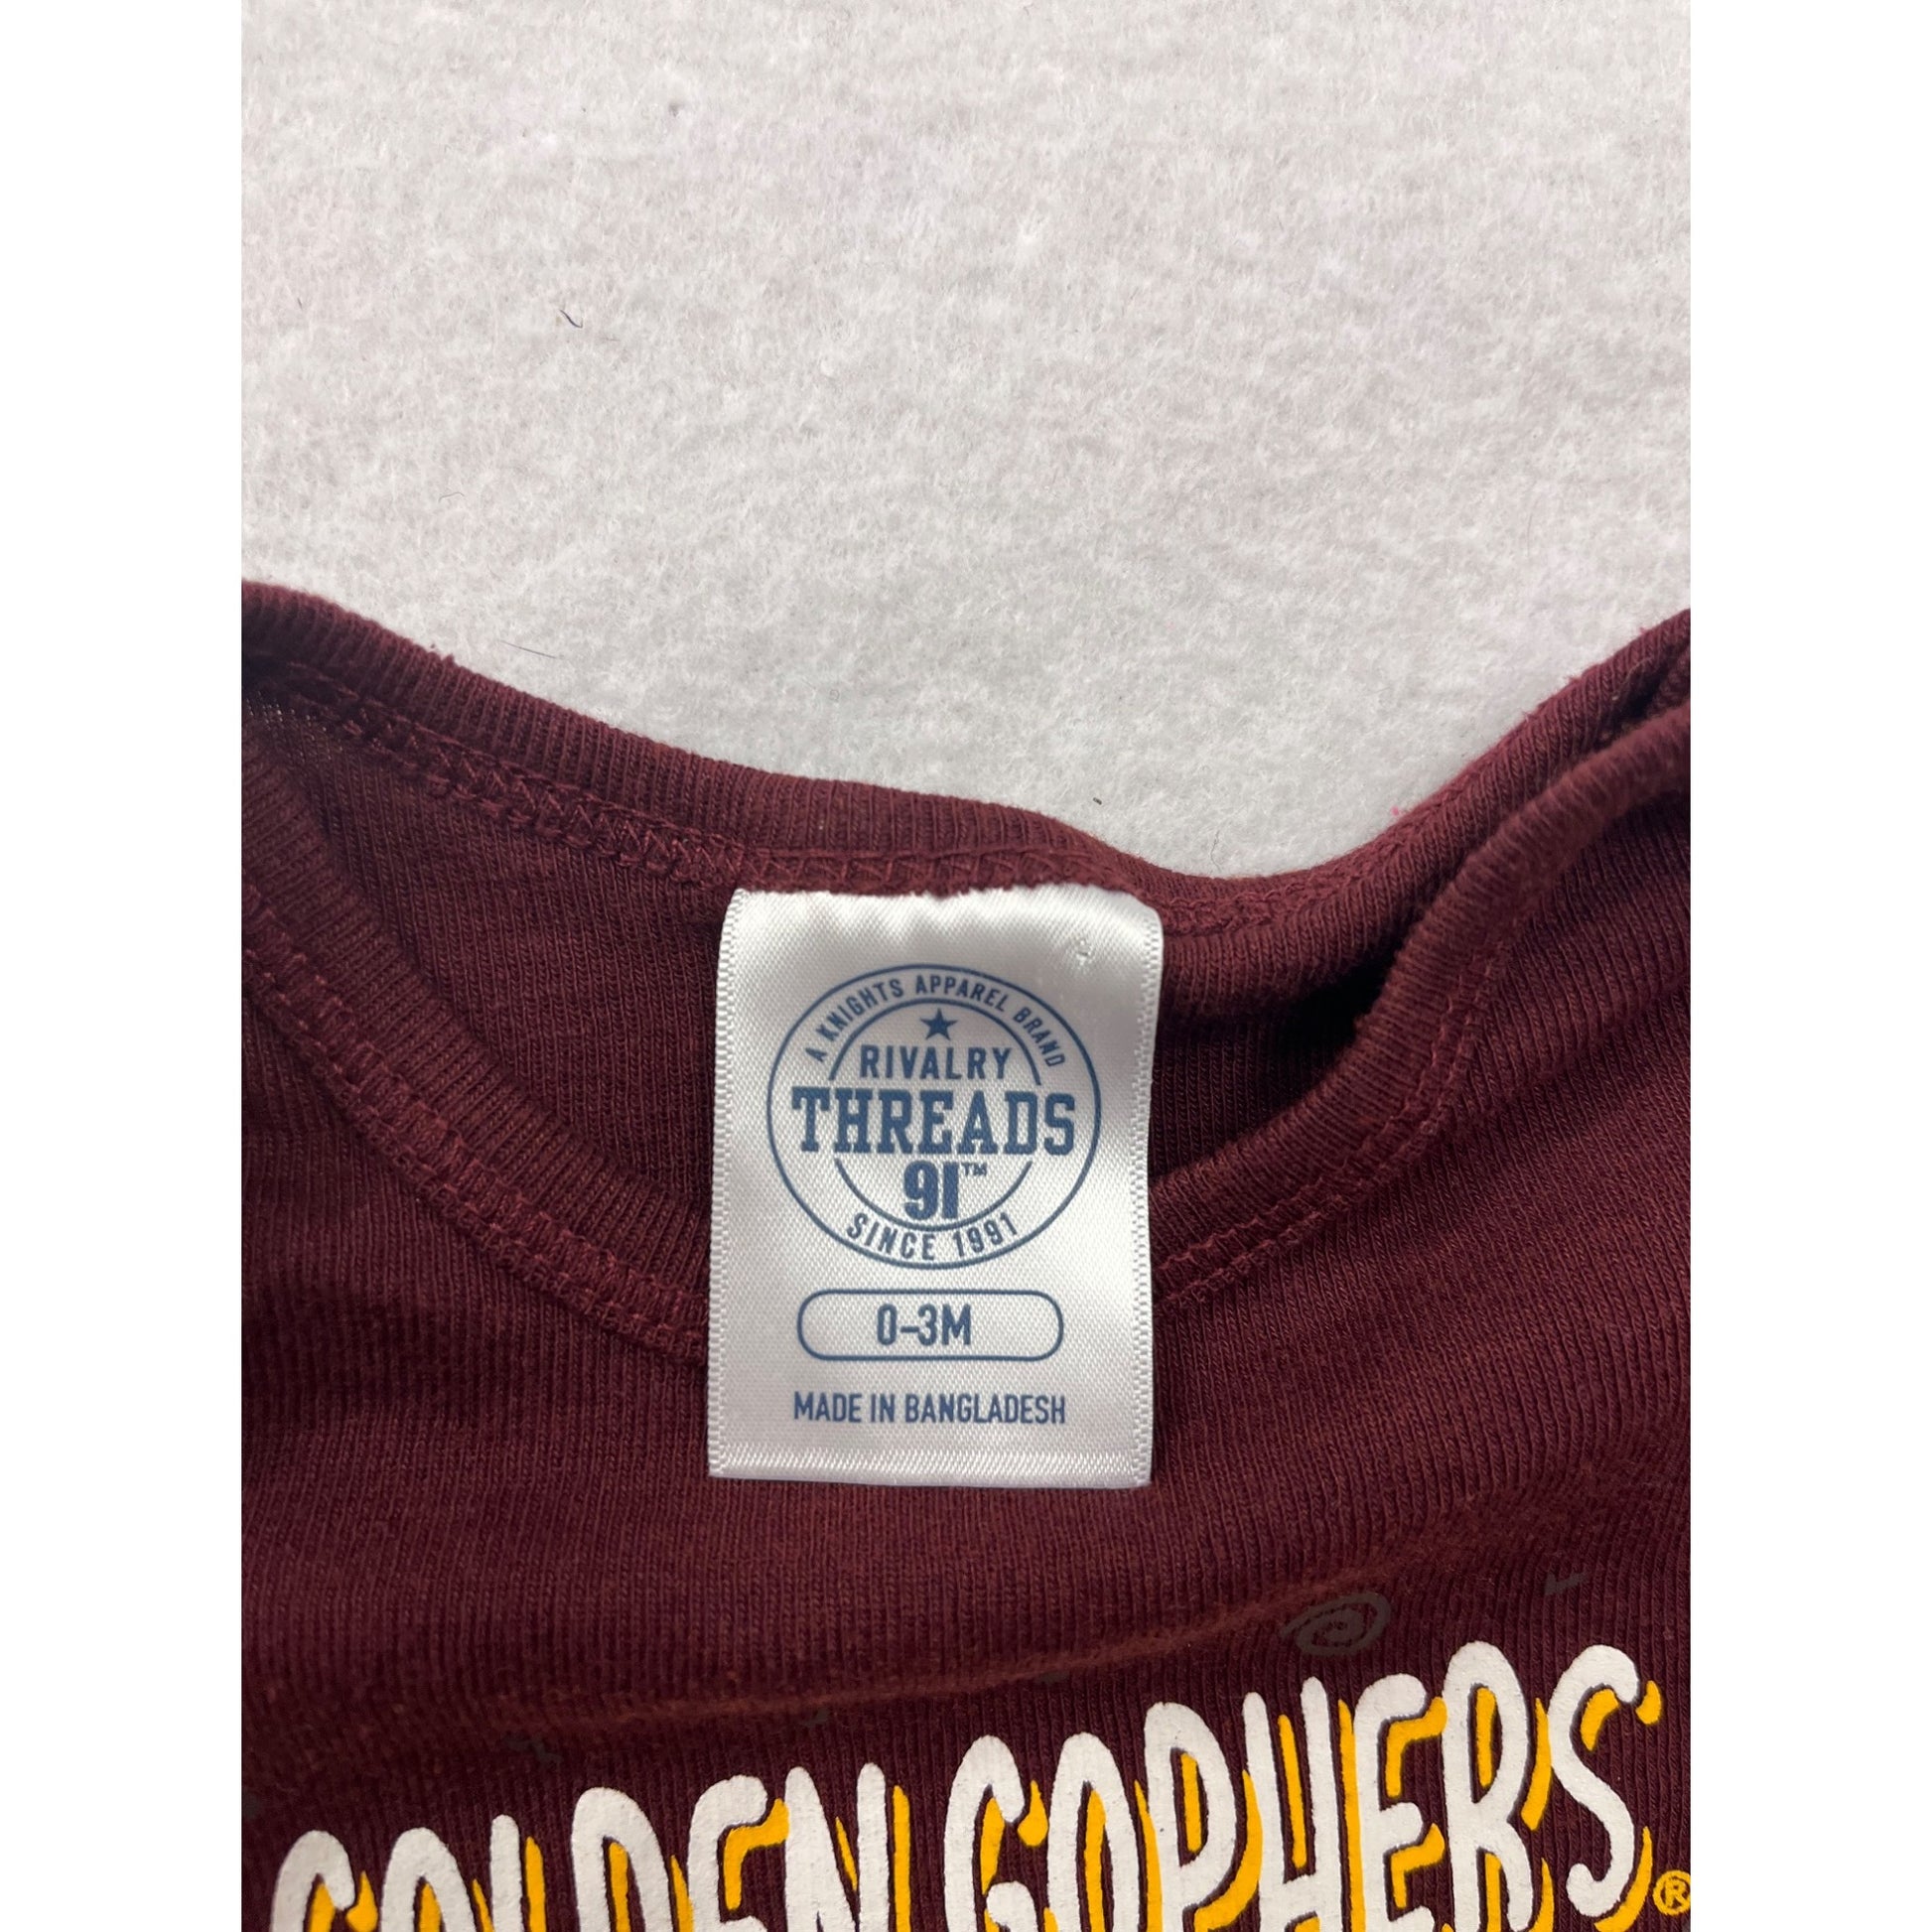 A KNIGHTS APPAREL BRAND
RIVALRY
THREADS
91™
SINCE 1991
0-3M
MADE IN BANGLADESH
GOLDEN GOPHERS®